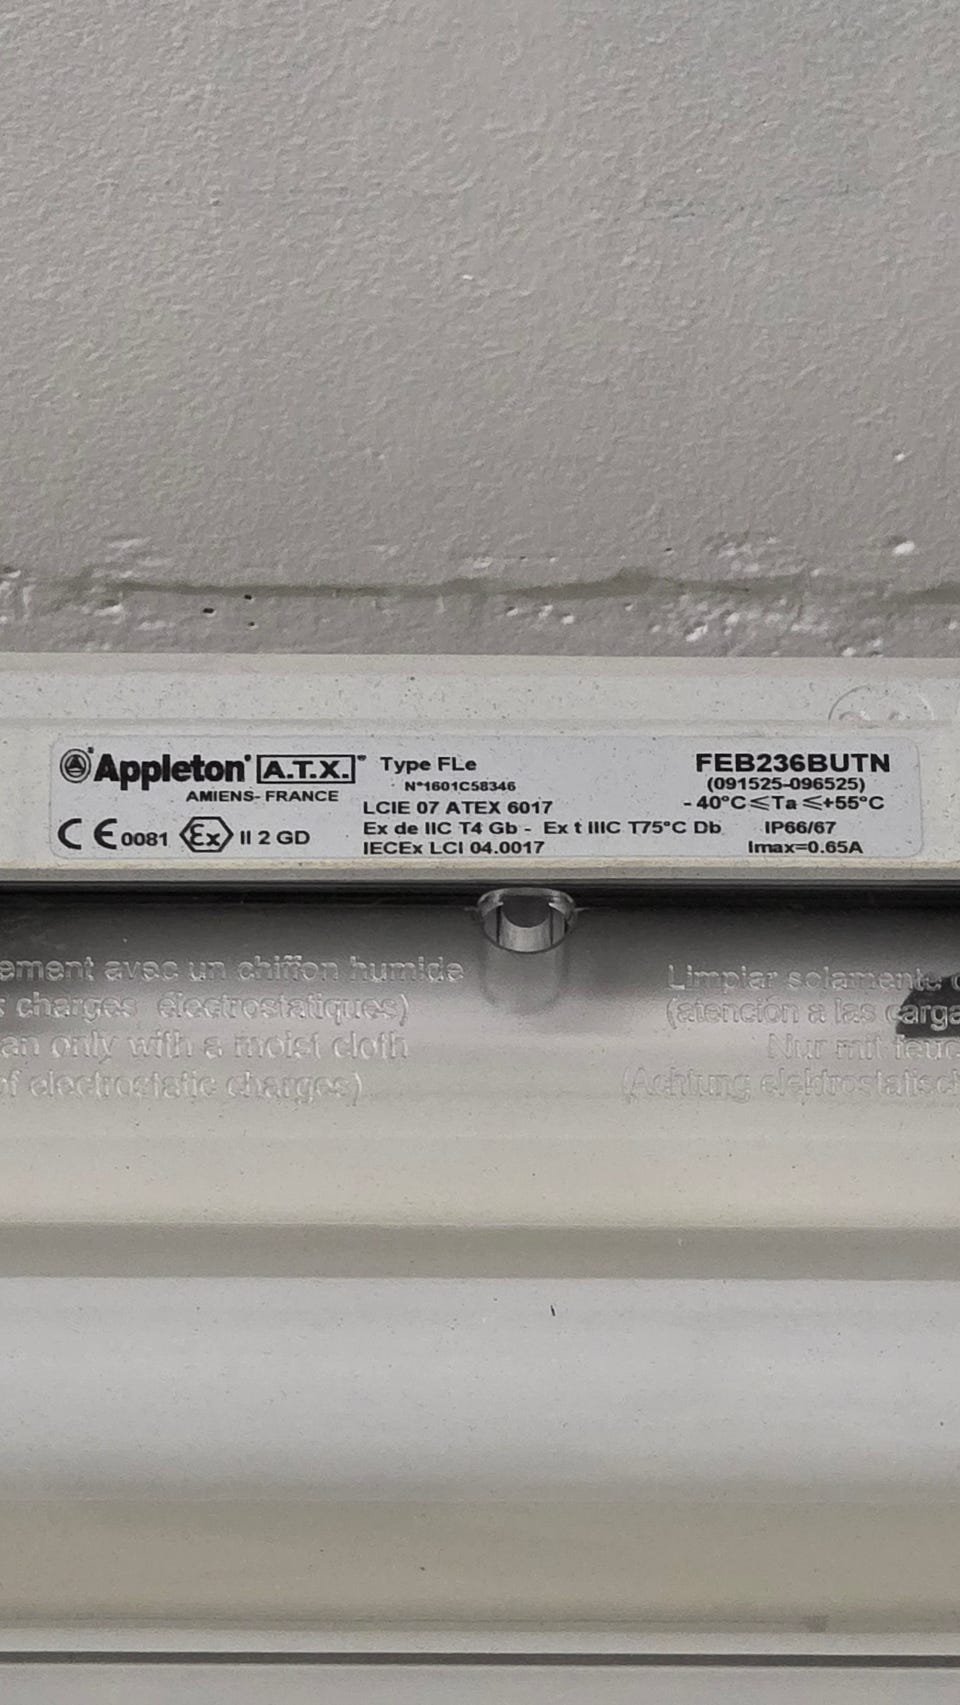 Appleton A.T.X.™
AMIENS- FRANCE
CE 0081 Ex II 2 GD
Type FLe
N°1601C58346
LCIE 07 ATEX 6017
Ex de IIC T4 Gb - Ex t IIIC T75°C Db
IECEx LCI 04.0017
FEB236BUTN
(091525-096525)
- 40°C ≤ Ta ≤ +55°C
IP66/67
Imax=0.65A
ement avec un chiffon humide
charges électrostatiques)
an only with a moist cloth
of electrostatic charges)
Limpiar solamente
(atención a las carga
Nur mit feuc
(Achtung elektrostatisch